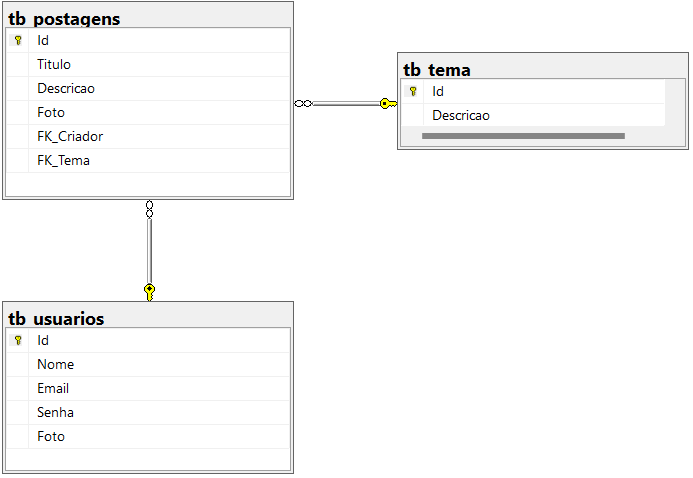 tb_postagens
Id
Titulo
Descricao
Foto
FK_Criador
FK_Tema
tb_tema
Id
Descricao
tb_usuarios
Id
Nome
Email
Senha
Foto